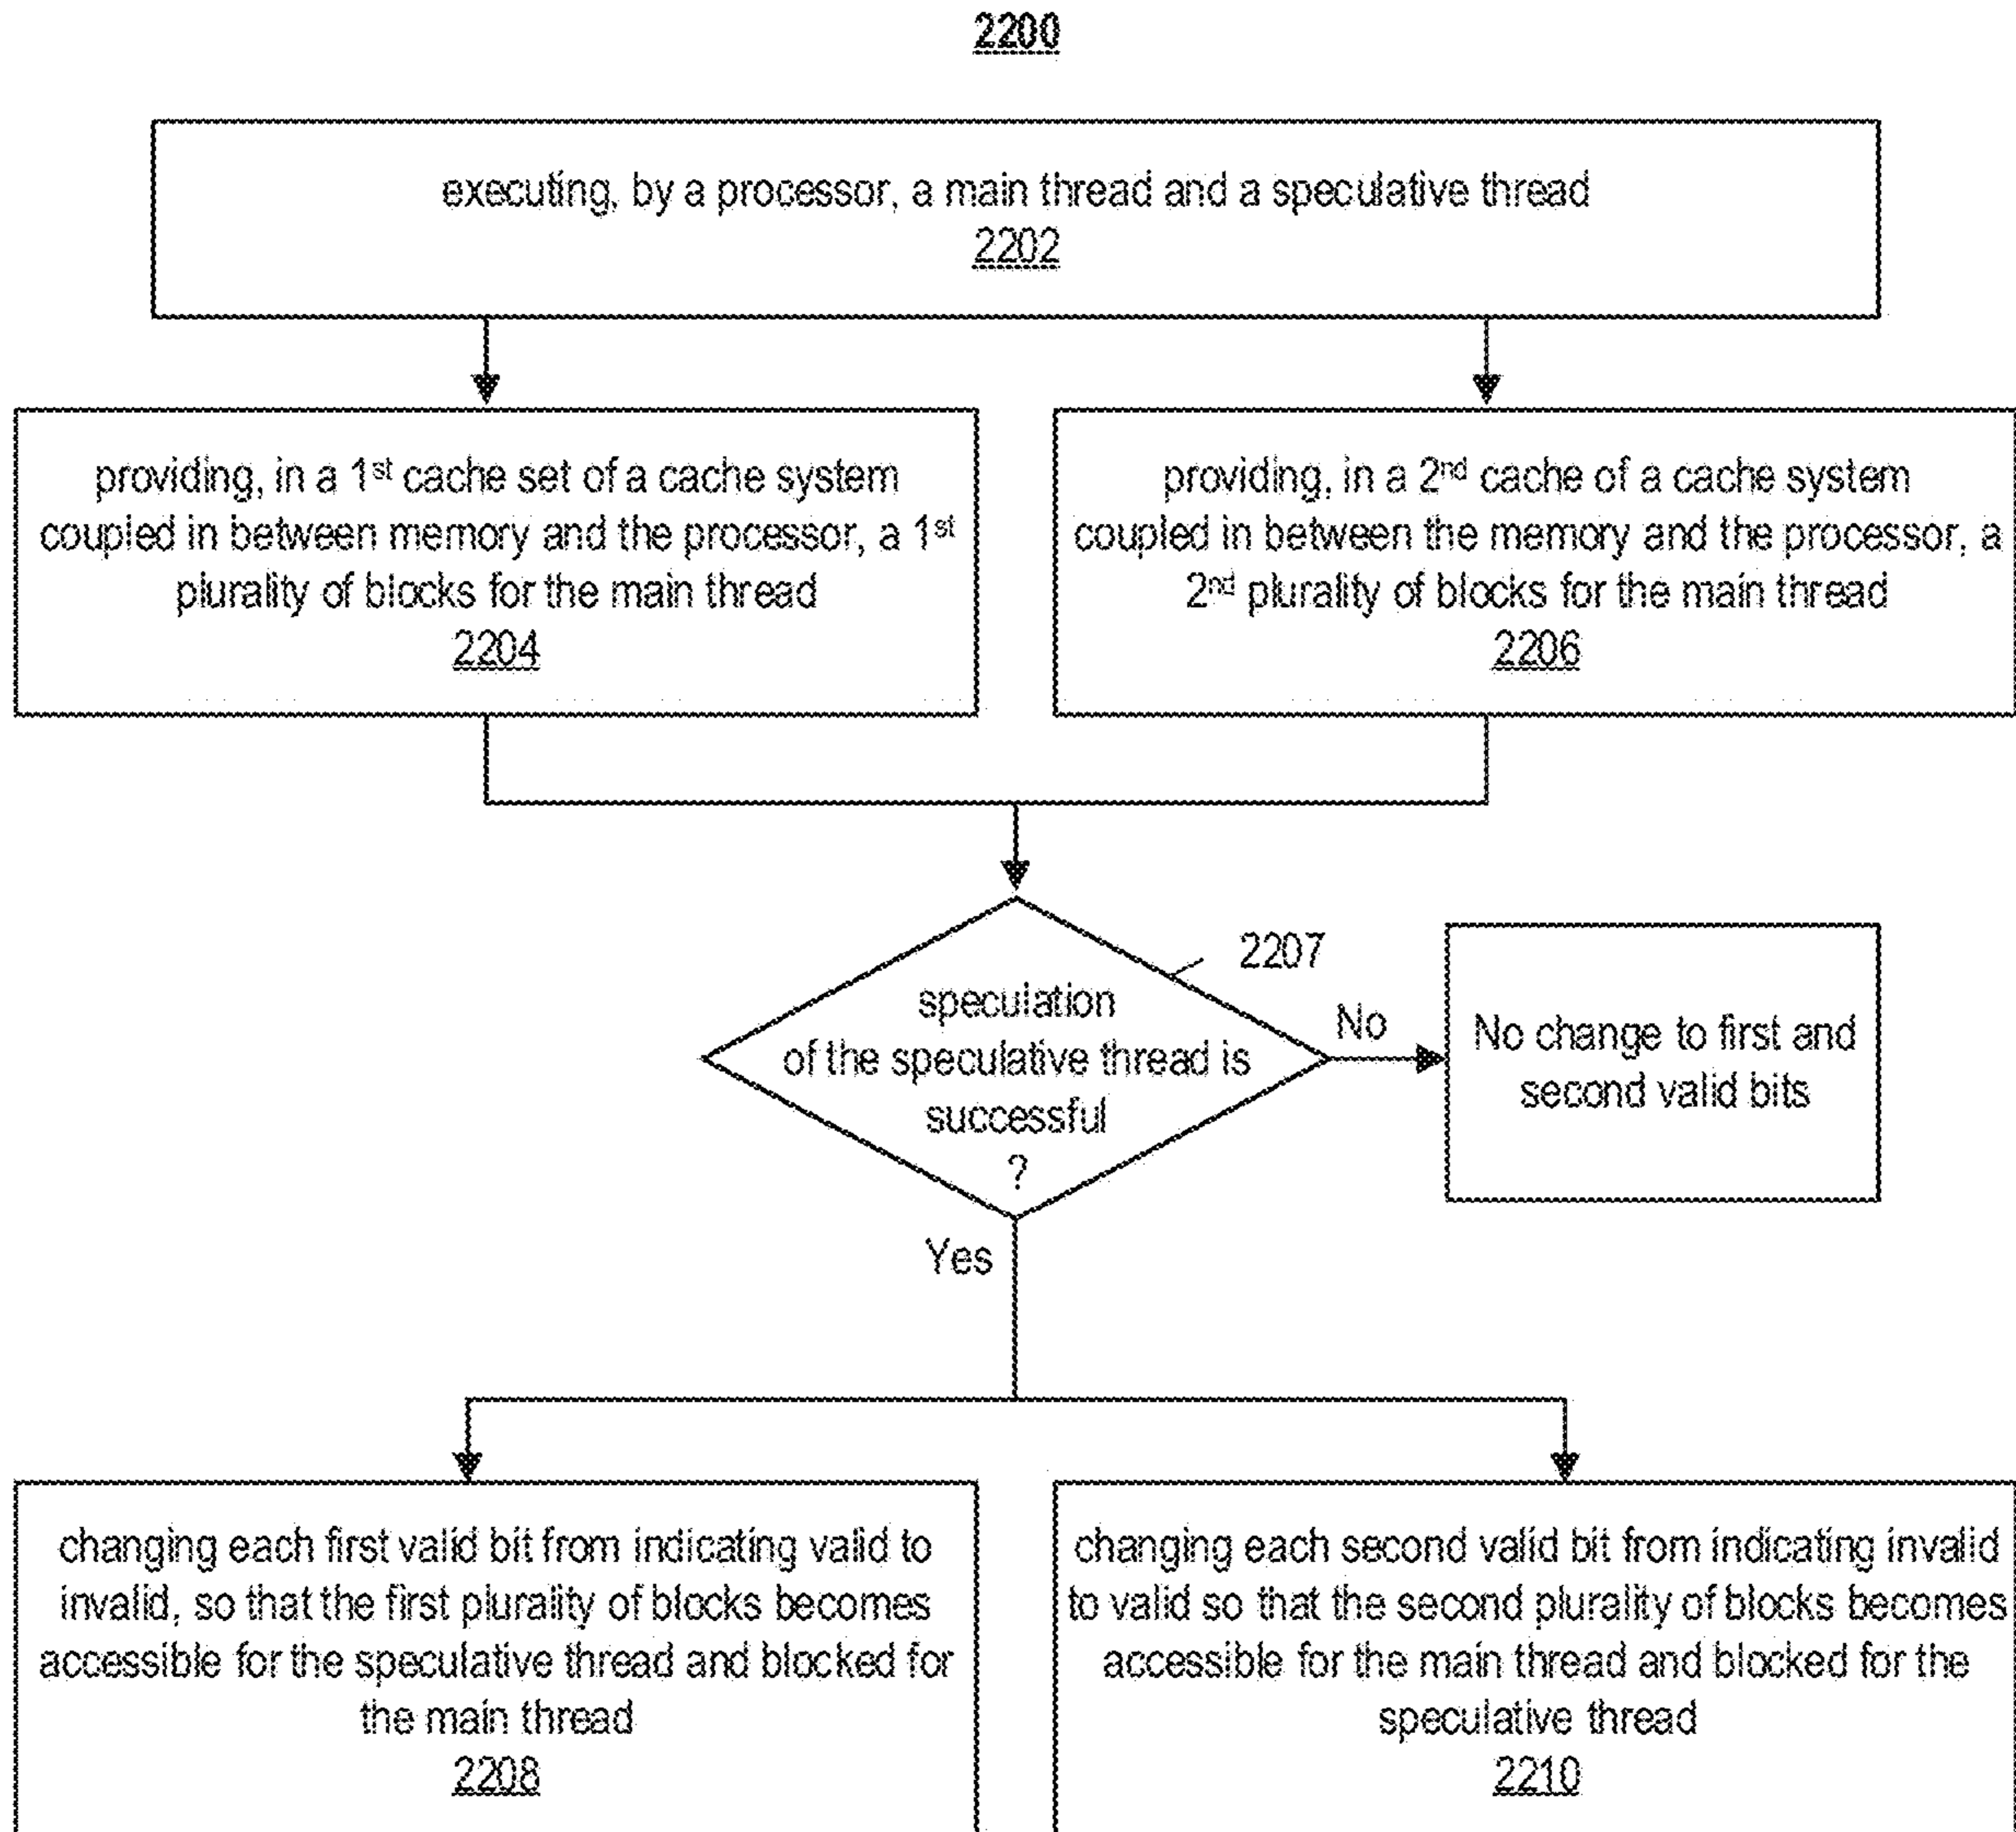 2200
executing, by a processor, a main thread and a speculative thread
2202
providing, in a 1st cache set of a cache system
coupled in between memory and the processor, a 1st
plurality of blocks for the main thread
2204
providing, in a 2nd cache of a cache system
coupled in between the memory and the processor, a
2nd plurality of blocks for the main thread
2206
2207
speculation
of the speculative thread is
successful
?
No
No change to first and
second valid bits
Yes
changing each first valid bit from indicating valid to
invalid, so that the first plurality of blocks becomes
accessible for the speculative thread and blocked for
the main thread
2208
changing each second valid bit from indicating invalid
to valid so that the second plurality of blocks becomes
accessible for the main thread and blocked for the
speculative thread
2210